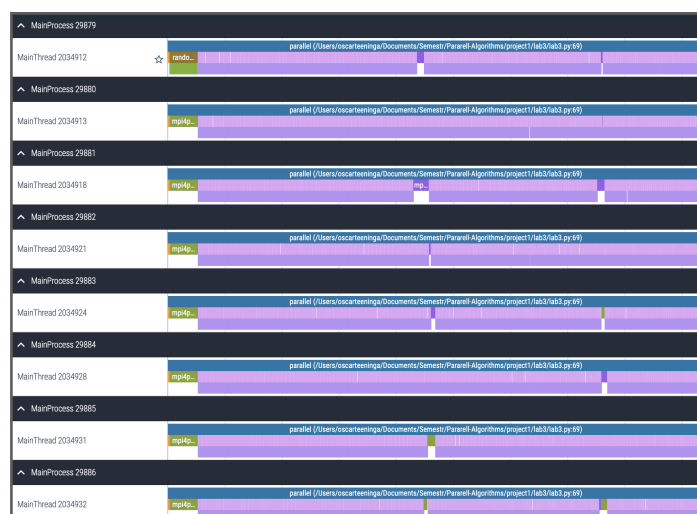 MainProcess 29879
parallel (/Users/oscarteeninga/Documents/Semestr/Pararell-Algorithms/project1/lab3/lab3.py:69)
MainThread 2034912
rando...
MainProcess 29880
parallel (/Users/oscarteeninga/Documents/Semestr/Pararell-Algorithms/project1/lab3/lab3.py:69)
MainThread 2034913
mpi4p...
MainProcess 29881
parallel (/Users/oscarteeninga/Documents/Semestr/Pararell-Algorithms/project1/lab3/lab3.py:69)
MainThread 2034918
mpi4p... mp...
MainProcess 29882
parallel (/Users/oscarteeninga/Documents/Semestr/Pararell-Algorithms/project1/lab3/lab3.py:69)
MainThread 2034921
mpi4p...
MainProcess 29883
parallel (/Users/oscarteeninga/Documents/Semestr/Pararell-Algorithms/project1/lab3/lab3.py:69)
MainThread 2034924
mpi4p...
MainProcess 29884
parallel (/Users/oscarteeninga/Documents/Semestr/Pararell-Algorithms/project1/lab3/lab3.py:69)
MainThread 2034928
mpi4p...
MainProcess 29885
parallel (/Users/oscarteeninga/Documents/Semestr/Pararell-Algorithms/project1/lab3/lab3.py:69)
MainThread 2034931
mpi4p...
MainProcess 29886
parallel (/Users/oscarteeninga/Documents/Semestr/Pararell-Algorithms/project1/lab3/lab3.py:69)
MainThread 2034932
mpi4p...